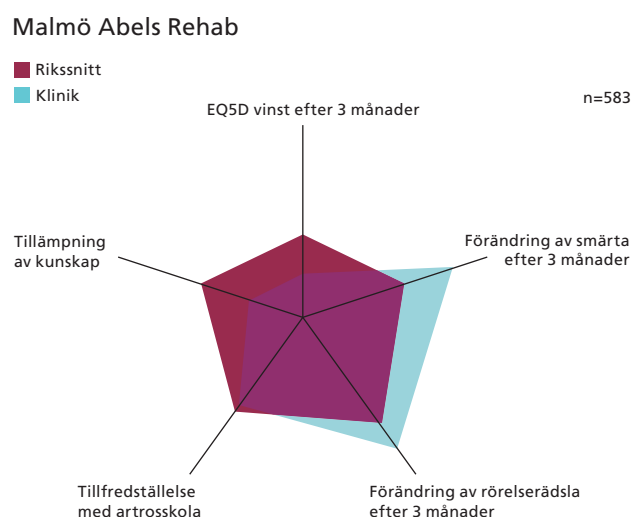 Malmö Abels Rehab
Rikssnitt
Klinik
n=583
EQ5D vinst efter 3 månader
Tillämpning
av kunskap
Förändring av smärta
efter 3 månader
Tillfredställelse
med artrosskola
Förändring av rörelserädsla
efter 3 månader